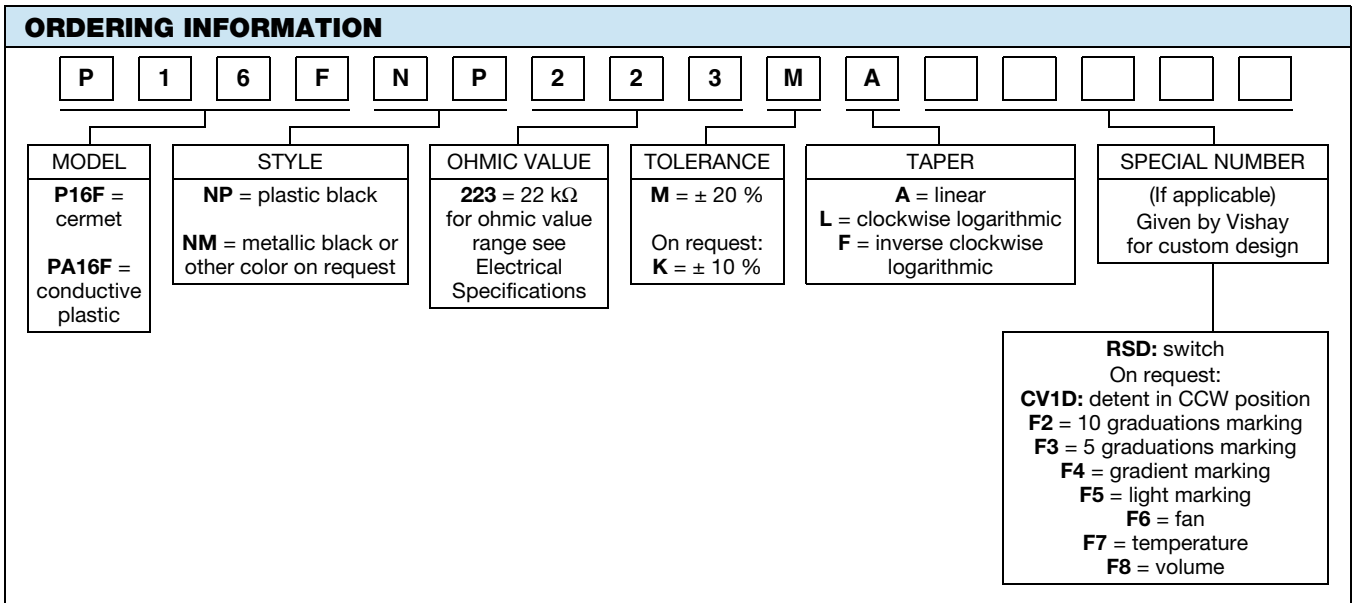 ORDERING INFORMATION
P 1 6 F N P 2 2 3 M A
MODEL
P16F =
cermet
PA16F =
conductive
plastic
STYLE
NP = plastic black
NM = metallic black or
other color on request
OHMIC VALUE
223 = 22 kΩ
for ohmic value
range see
Electrical
Specifications
TOLERANCE
M = ± 20 %
On request:
K = ± 10 %
TAPER
A = linear
L = clockwise logarithmic
F = inverse clockwise
logarithmic
SPECIAL NUMBER
(If applicable)
Given by Vishay
for custom design
RSD: switch
On request:
CV1D: detent in CCW position
F2 = 10 graduations marking
F3 = 5 graduations marking
F4 = gradient marking
F5 = light marking
F6 = fan
F7 = temperature
F8 = volume